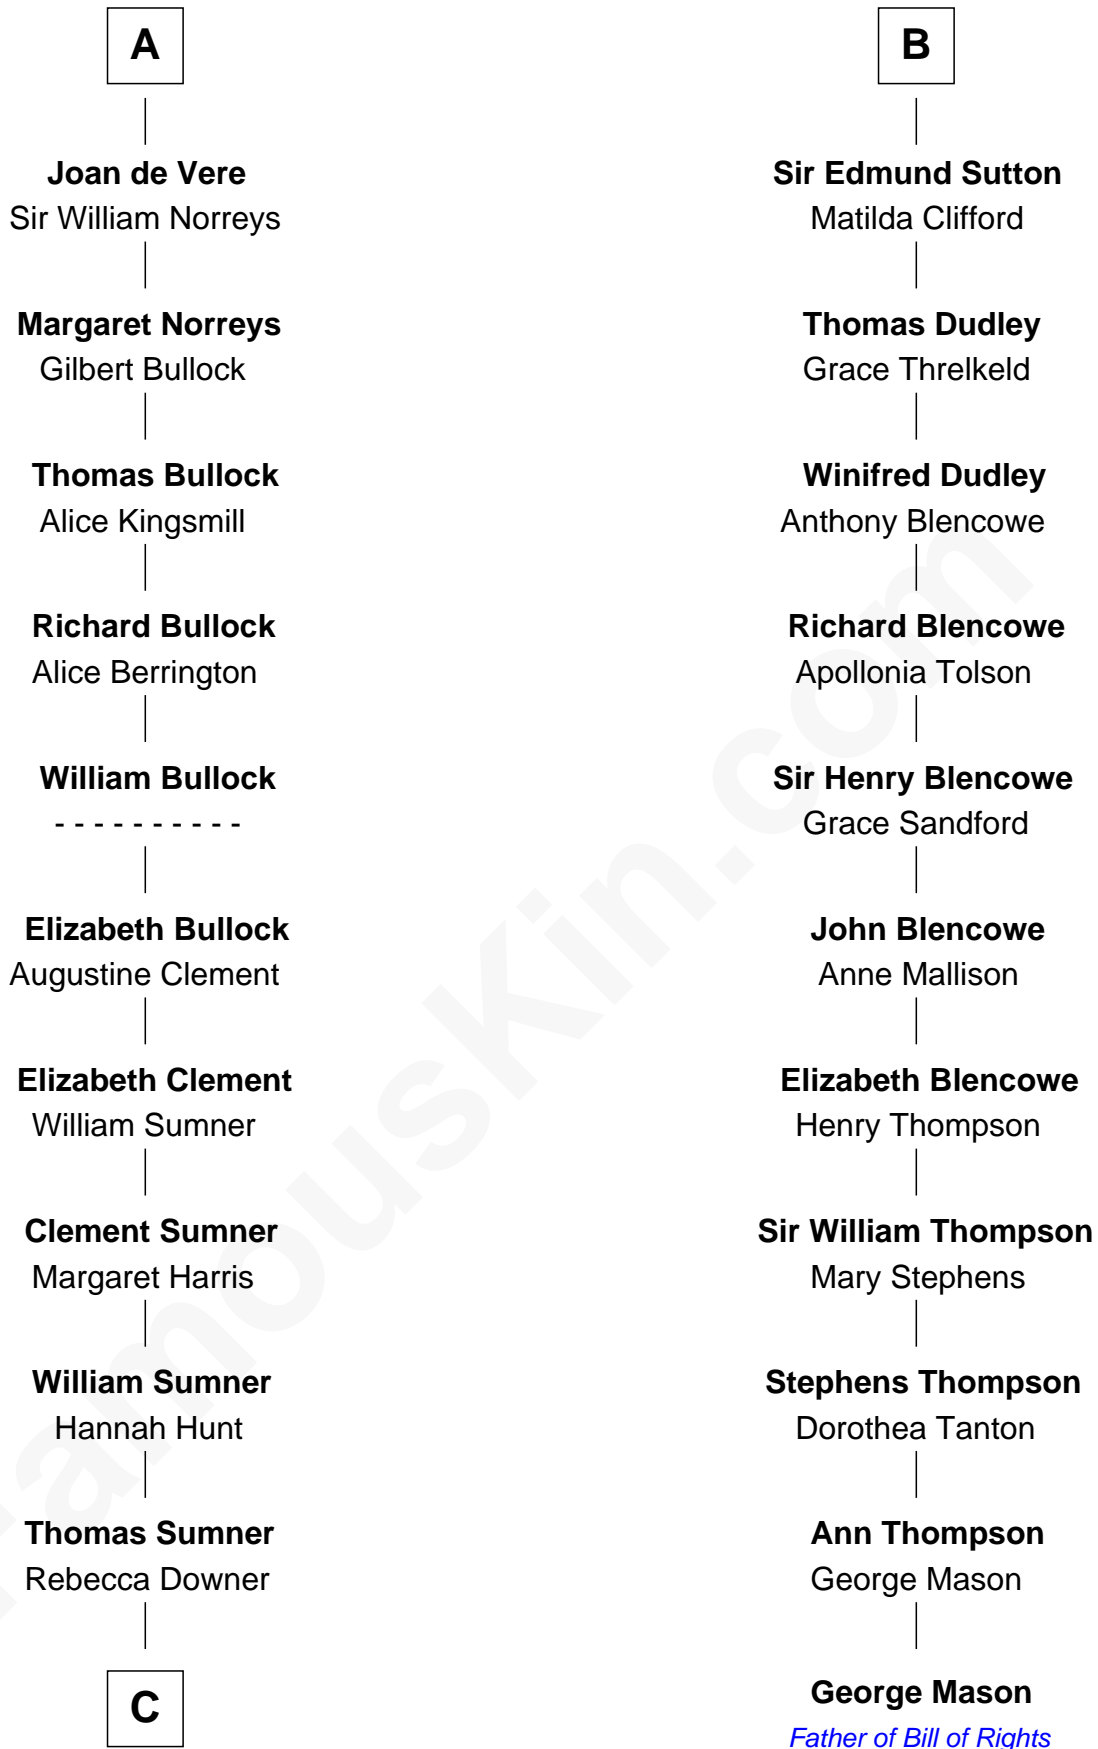 A
Joan de Vere
Sir William Norreys
Margaret Norreys
Gilbert Bullock
Thomas Bullock
Alice Kingsmill
Richard Bullock
Alice Berrington
William Bullock
- - - - - - - - - -
Elizabeth Bullock
Augustine Clement
Elizabeth Clement
William Sumner
Clement Sumner
Margaret Harris
William Sumner
Hannah Hunt
Thomas Sumner
Rebecca Downer
C
B
Sir Edmund Sutton
Matilda Clifford
Thomas Dudley
Grace Threlkeld
Winifred Dudley
Anthony Blencowe
Richard Blencowe
Apollonia Tolson
Sir Henry Blencowe
Grace Sandford
John Blencowe
Anne Mallison
Elizabeth Blencowe
Henry Thompson
Sir William Thompson
Mary Stephens
Stephens Thompson
Dorothea Tanton
Ann Thompson
George Mason
George Mason
Father of Bill of Rights
FamousKin.com